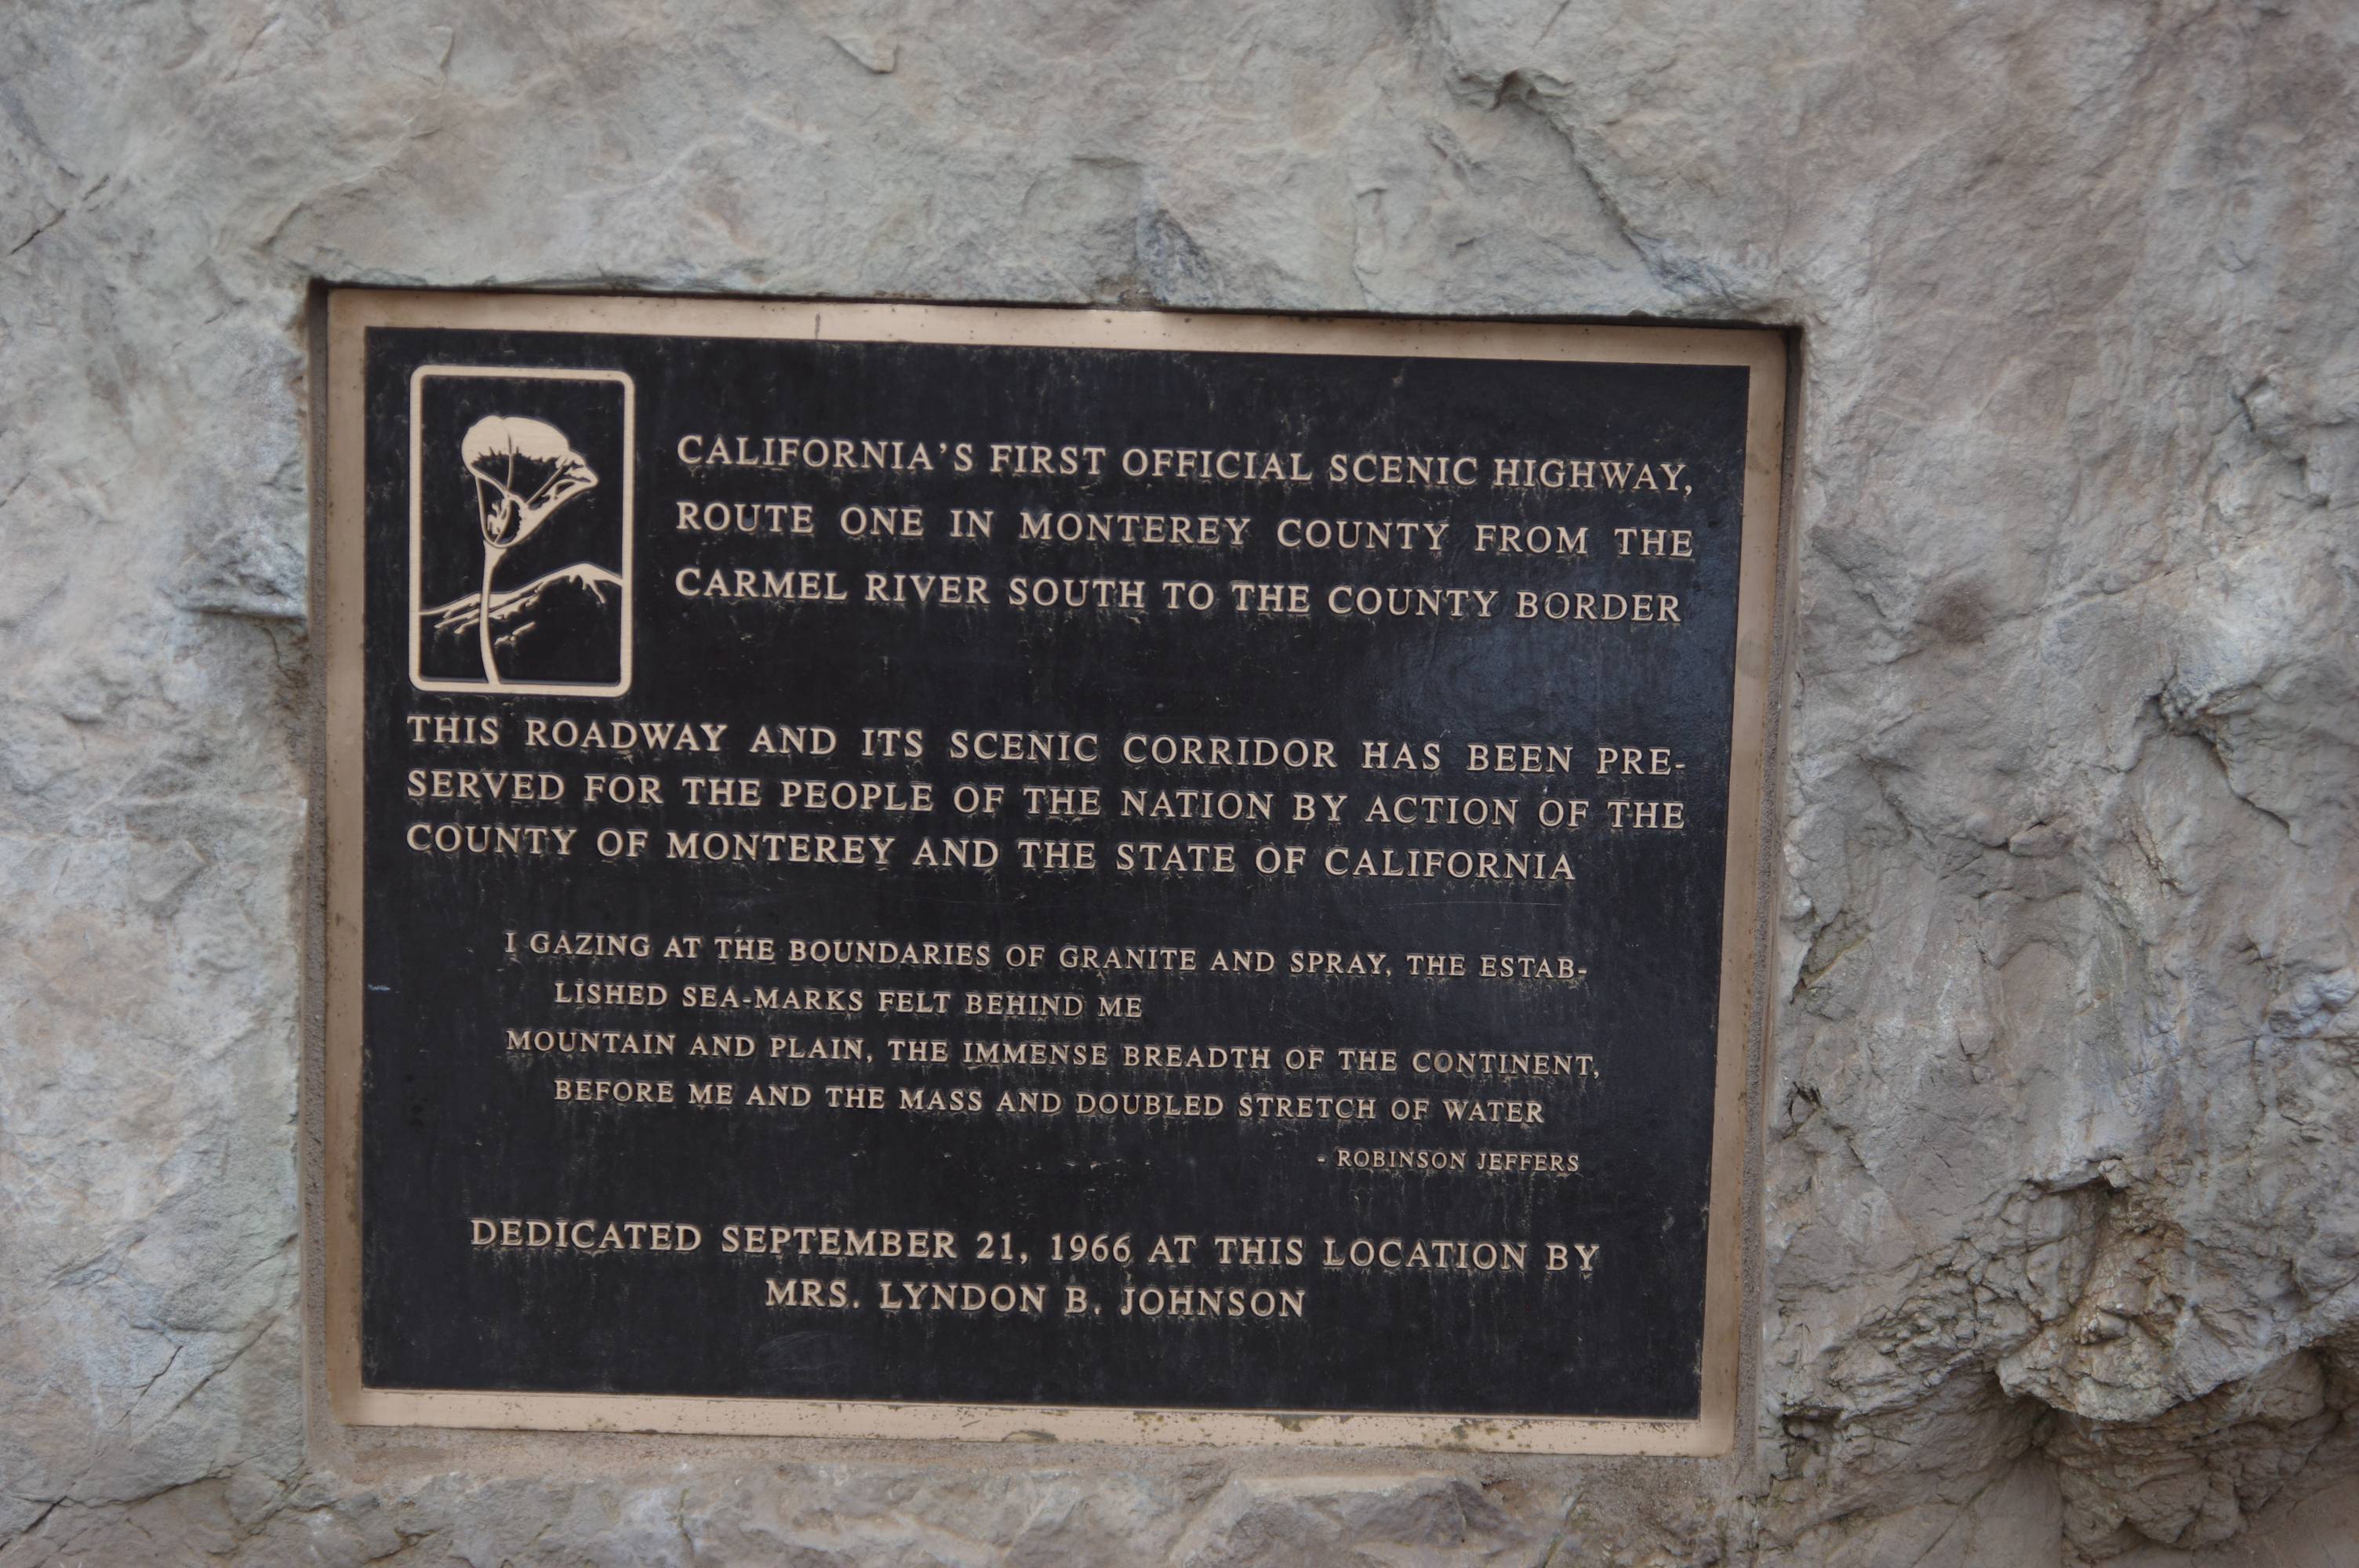 CALIFORNIA'S FIRST OFFICIAL SCENIC HIGHWAY,
ROUTE ONE IN MONTEREY COUNTY FROM THE
CARMEL RIVER SOUTH TO THE COUNTY BORDER
THIS ROADWAY AND ITS SCENIC CORRIDOR HAS BEEN PRE-
SERVED FOR THE PEOPLE OF THE NATION BY ACTION OF THE
COUNTY OF MONTEREY AND THE STATE OF CALIFORNIA
I GAZING AT THE BOUNDARIES OF GRANITE AND SPRAY, THE ESTAB-
LISHED SEA-MARKS FELT BEHIND ME
MOUNTAIN AND PLAIN, THE IMMENSE BREADTH OF THE CONTINENT,
BEFORE ME AND THE MASS AND DOUBLED STRETCH OF WATER
- ROBINSON JEFFERS
DEDICATED SEPTEMBER 21, 1966 AT THIS LOCATION BY
MRS. LYNDON B. JOHNSON